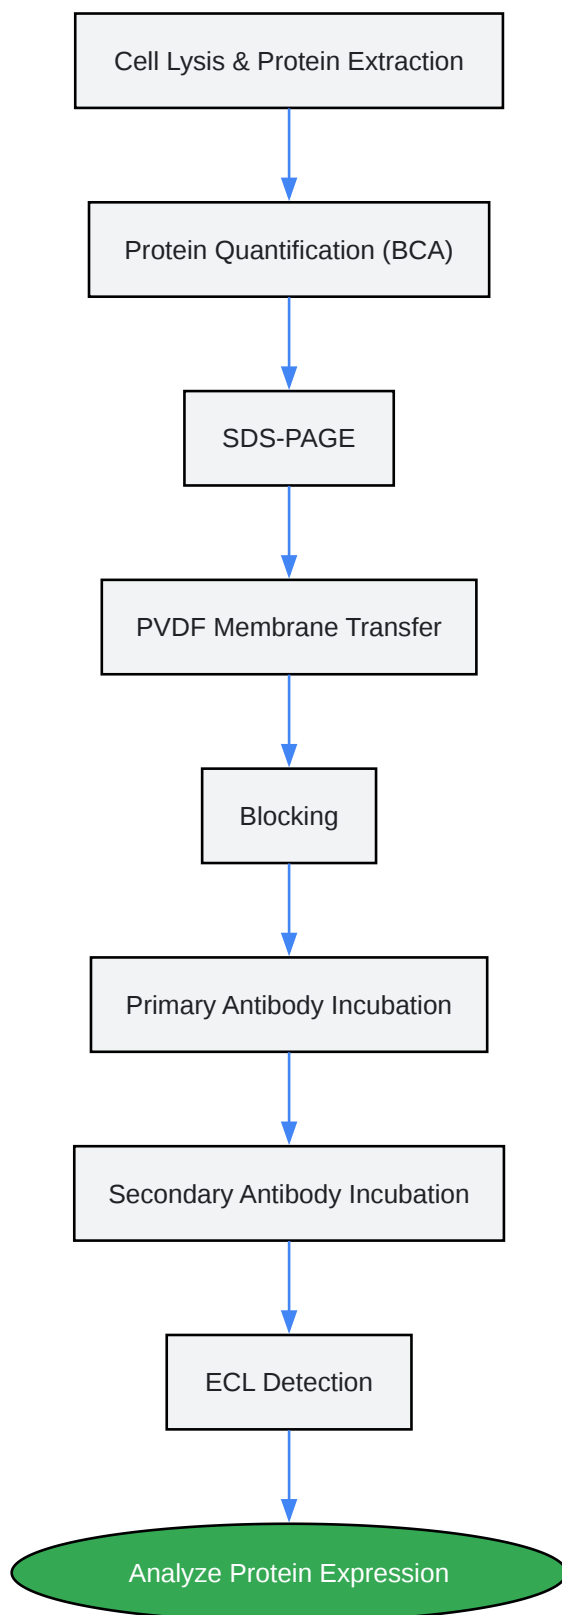 Cell Lysis & Protein Extraction
Protein Quantification (BCA)
SDS-PAGE
PVDF Membrane Transfer
Blocking
Primary Antibody Incubation
Secondary Antibody Incubation
ECL Detection
Analyze Protein Expression